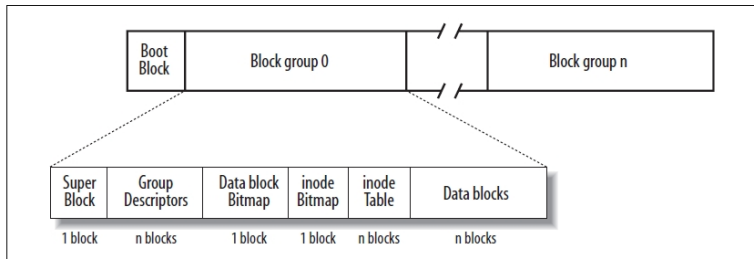 Boot
Block
Block group 0
Block group n
Super
Block
Group
Descriptors
Data block
Bitmap
inode
Bitmap
inode
Table
Data blocks
1 block
n blocks
1 block
1 block
n blocks
n blocks